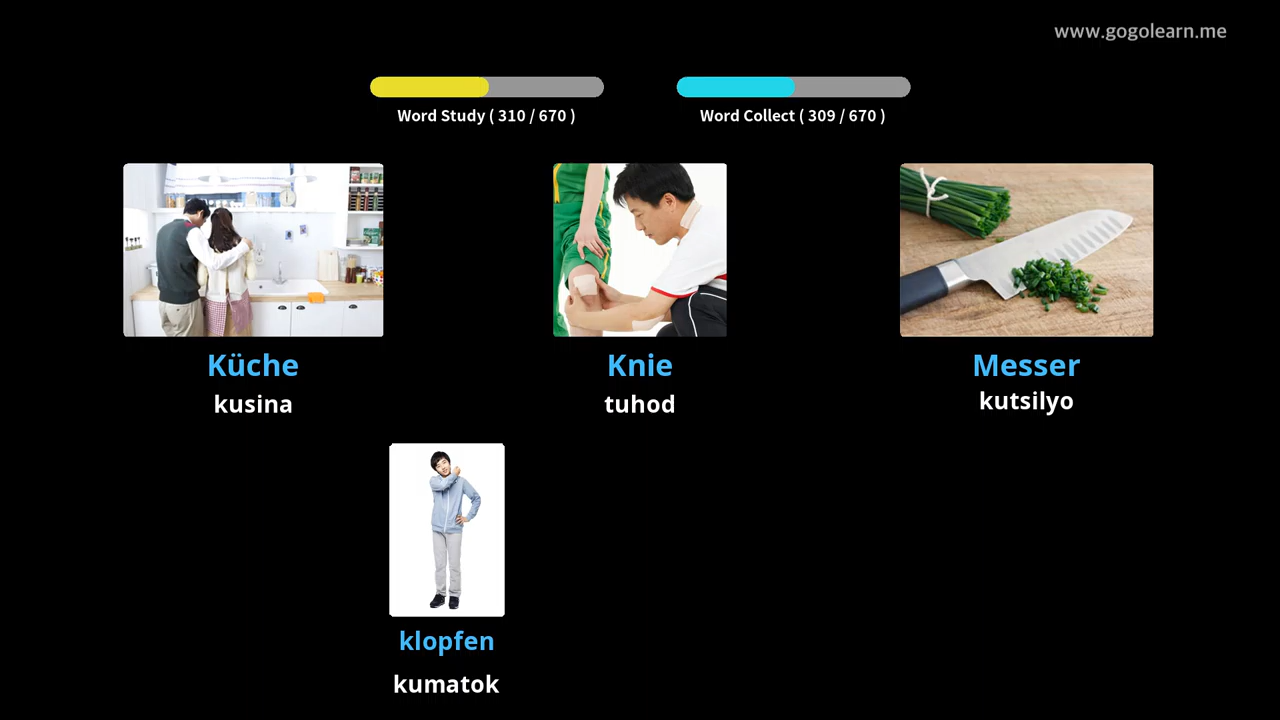 www.gogolearn.me
Word Study ( 310 / 670 )
Word Collect ( 309 / 670 )
Küche
kusina
Knie
tuhod
Messer
kutsilyo
klopfen
kumatok